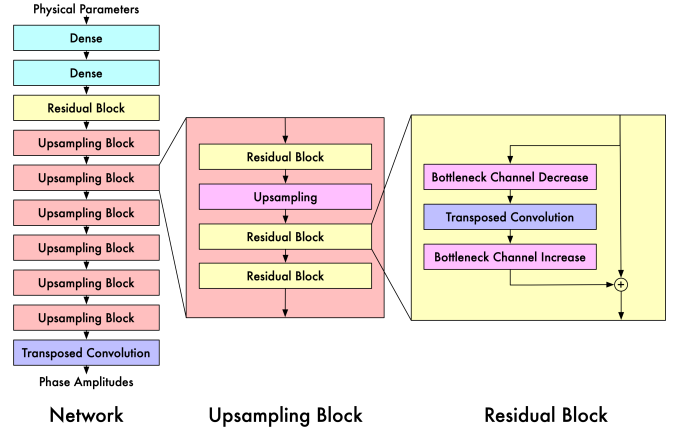 Physical Parameters
Dense
Dense
Residual Block
Upsampling Block
Upsampling Block
Upsampling Block
Upsampling Block
Upsampling Block
Upsampling Block
Transposed Convolution
Phase Amplitudes
Network
Residual Block
Upsampling
Residual Block
Residual Block
Upsampling Block
Bottleneck Channel Decrease
Transposed Convolution
Bottleneck Channel Increase
+
Residual Block